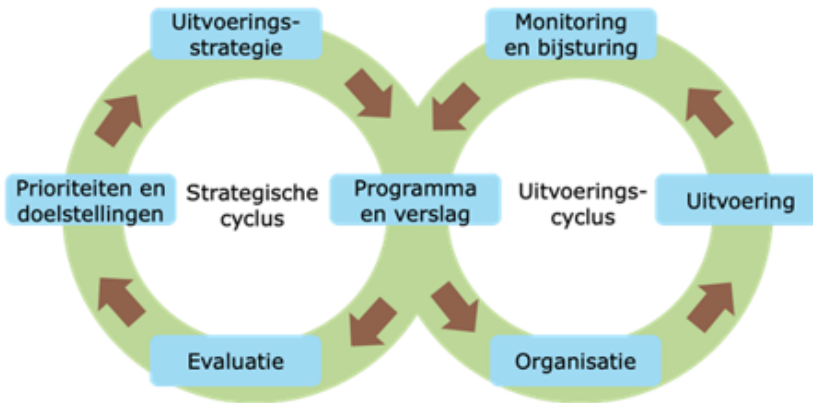 Uitvoerings-
strategie
Monitoring
en bijsturing
Prioriteiten en
doelstellingen
Strategische
cyclus
Programma
en verslag
Uitvoerings-
cyclus
Uitvoering
Evaluatie
Organisatie